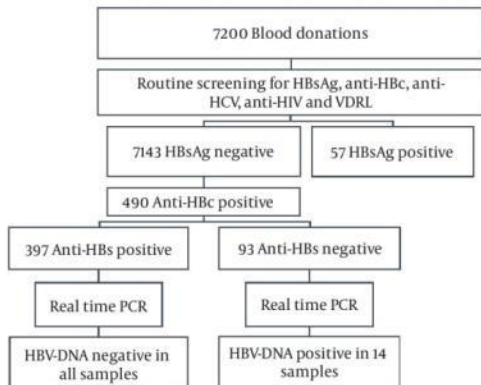 7200 Blood donations
Routine screening for HBsAg, anti-HBc, anti-
HCV, anti-HIV and VDRL
7143 HBsAg negative
57 HBsAg positive
490 Anti-HBc positive
397 Anti-HBs positive
93 Anti-HBs negative
Real time PCR
Real time PCR
HBV-DNA negative in
all samples
HBV-DNA positive in 14
samples